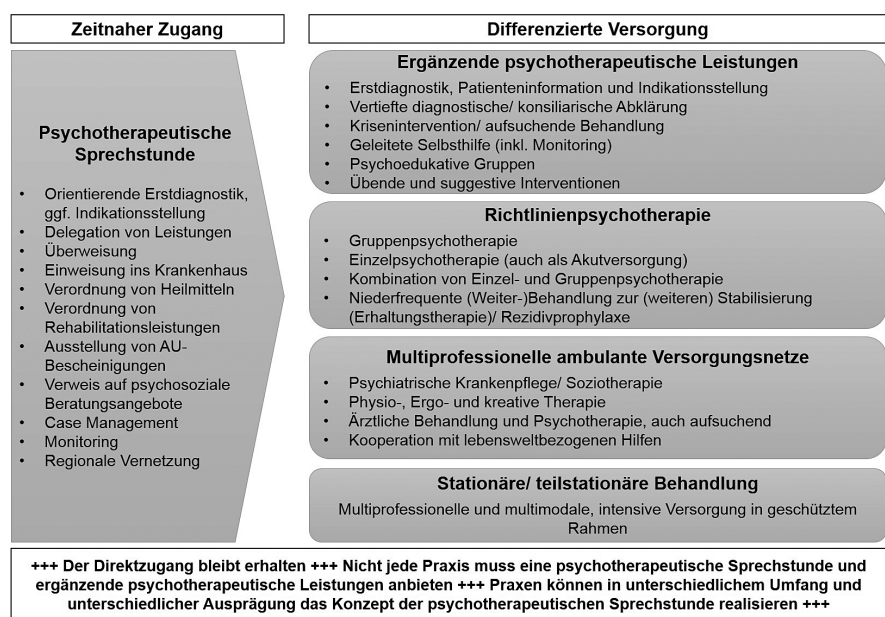 Zeitnaher Zugang
Psychotherapeutische
Sprechstunde
• Orientierende Erstdiagnostik,
ggf. Indikationsstellung
• Delegation von Leistungen
• Überweisung
• Einweisung ins Krankenhaus
• Verordnung von Heilmitteln
• Verordnung von
Rehabilitationsleistungen
• Ausstellung von AU-
Bescheinigungen
• Verweis auf psychosoziale
Beratungsangebote
• Case Management
• Monitoring
• Regionale Vernetzung
Differenzierte Versorgung
Ergänzende psychotherapeutische Leistungen
• Erstdiagnostik, Patienteninformation und Indikationsstellung
• Vertiefte diagnostische/ konsiliarische Abklärung
• Krisenintervention/ aufsuchende Behandlung
• Geleitete Selbsthilfe (inkl. Monitoring)
• Psychoedukative Gruppen
• Übende und suggestive Interventionen
Richtlinienpsychotherapie
• Gruppenpsychotherapie
• Einzelpsychotherapie (auch als Akutversorgung)
• Kombination von Einzel- und Gruppenpsychotherapie
• Niederfrequente (Weiter-)Behandlung zur (weiteren) Stabilisierung
(Erhaltungstherapie)/ Rezidivprophylaxe
Multiprofessionelle ambulante Versorgungsnetze
• Psychiatrische Krankenpflege/ Soziotherapie
• Physio-, Ergo- und kreative Therapie
• Ärztliche Behandlung und Psychotherapie, auch aufsuchend
• Kooperation mit lebensweltbezogenen Hilfen
Stationäre/ teilstationäre Behandlung
Multiprofessionelle und multimodale, intensive Versorgung in geschütztem
Rahmen
+++ Der Direktzugang bleibt erhalten +++ Nicht jede Praxis muss eine psychotherapeutische Sprechstunde und
ergänzende psychotherapeutische Leistungen anbieten +++ Praxen können in unterschiedlichem Umfang und
unterschiedlicher Ausprägung das Konzept der psychotherapeutischen Sprechstunde realisieren +++